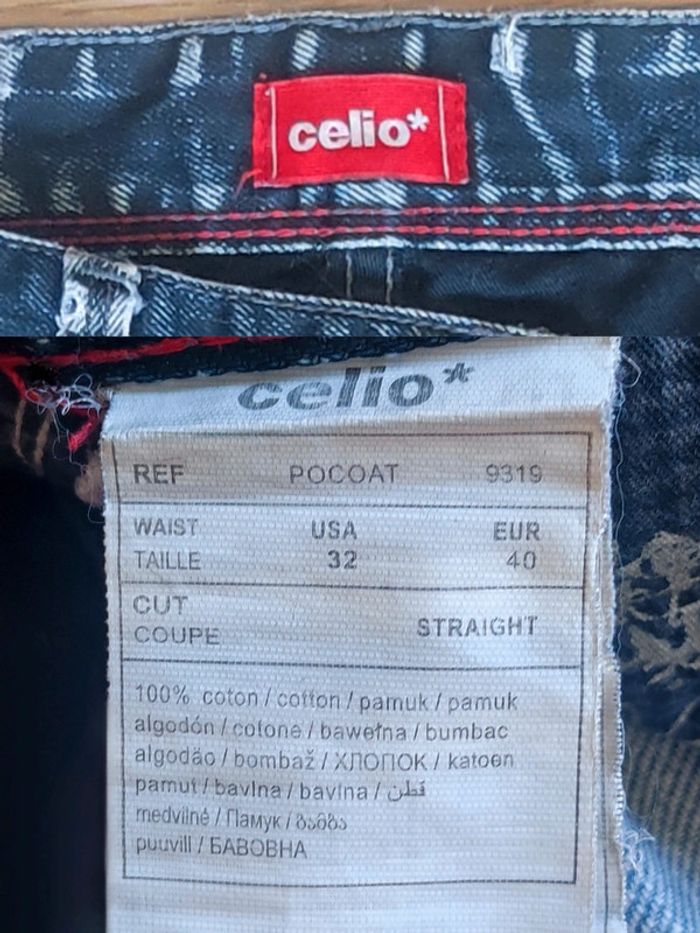 celio*
celio*
REF POCOAT 9319
WAIST USA EUR
TAILLE 32 40
CUT
COUPE STRAIGHT
100% coton / cotton / pamuk / pamuk
algodón / cotone / bawełna / bumbac
algodão / bombaž / ХЛОПОК / katoen
pamut / bavlna / bavlna / قطن
medvilné / Памук / ბამბა
puuvill / БАВОВНА